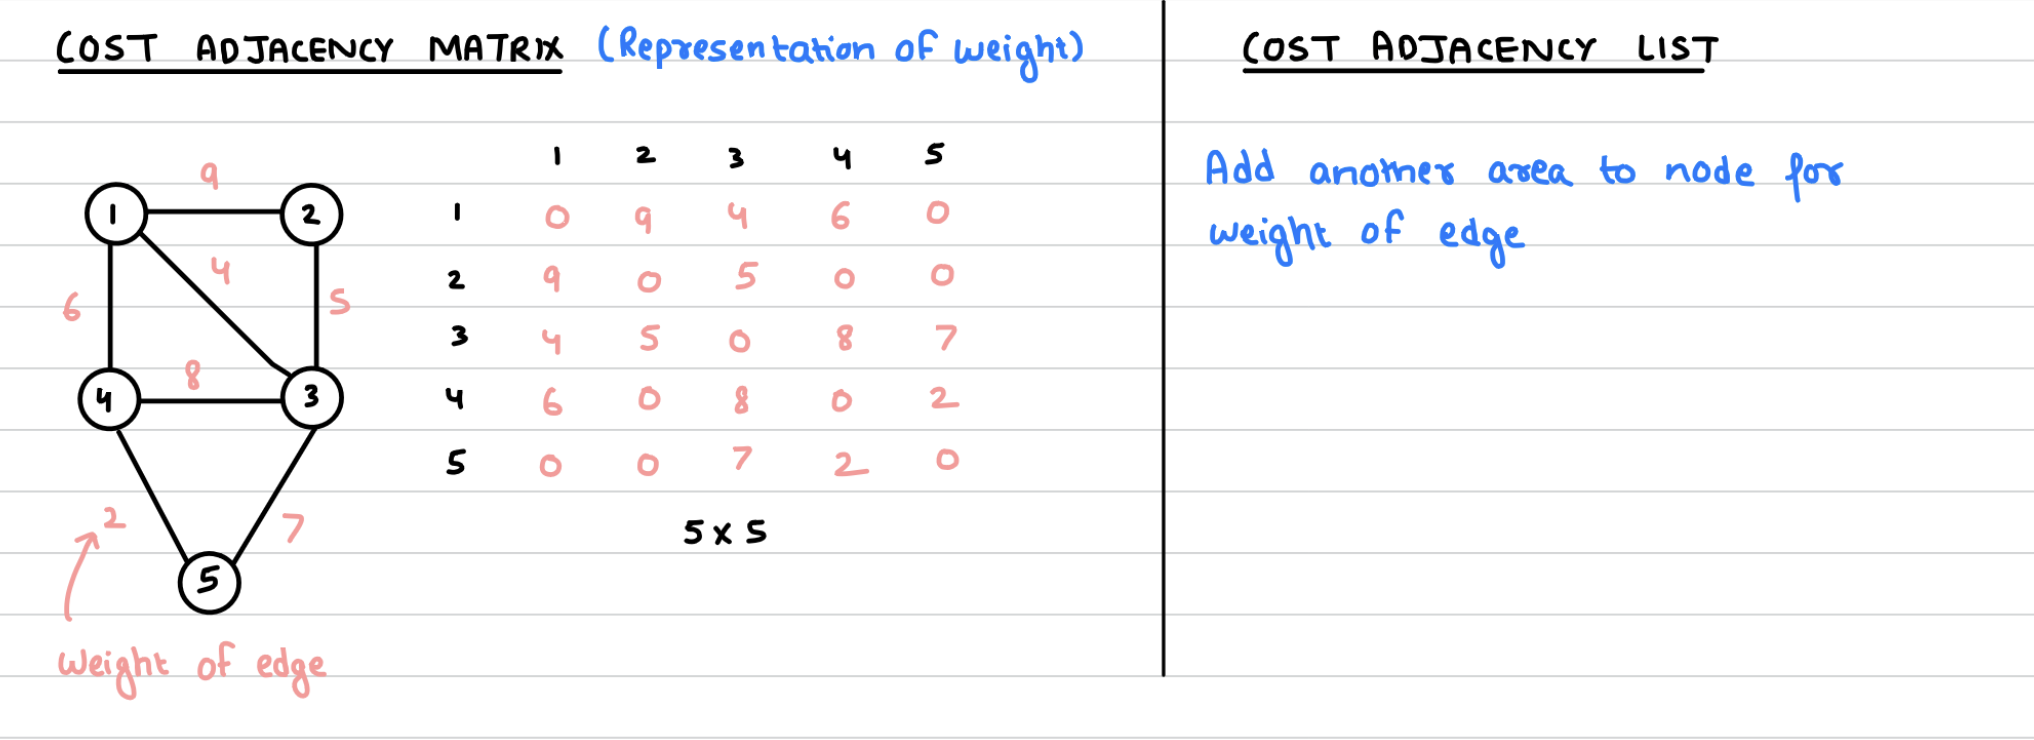 COST ADJACENCY MATRIX (Representation of weight)
9
1 2
4
6 5
8
4 3
2 7
5
weight of edge
1 2 3 4 5
1 0 9 4 6 0
2 9 0 5 0 0
3 4 5 0 8 7
4 6 0 8 0 2
5 0 0 7 2 0
5 x 5
COST ADJACENCY LIST
Add another area to node for
weight of edge